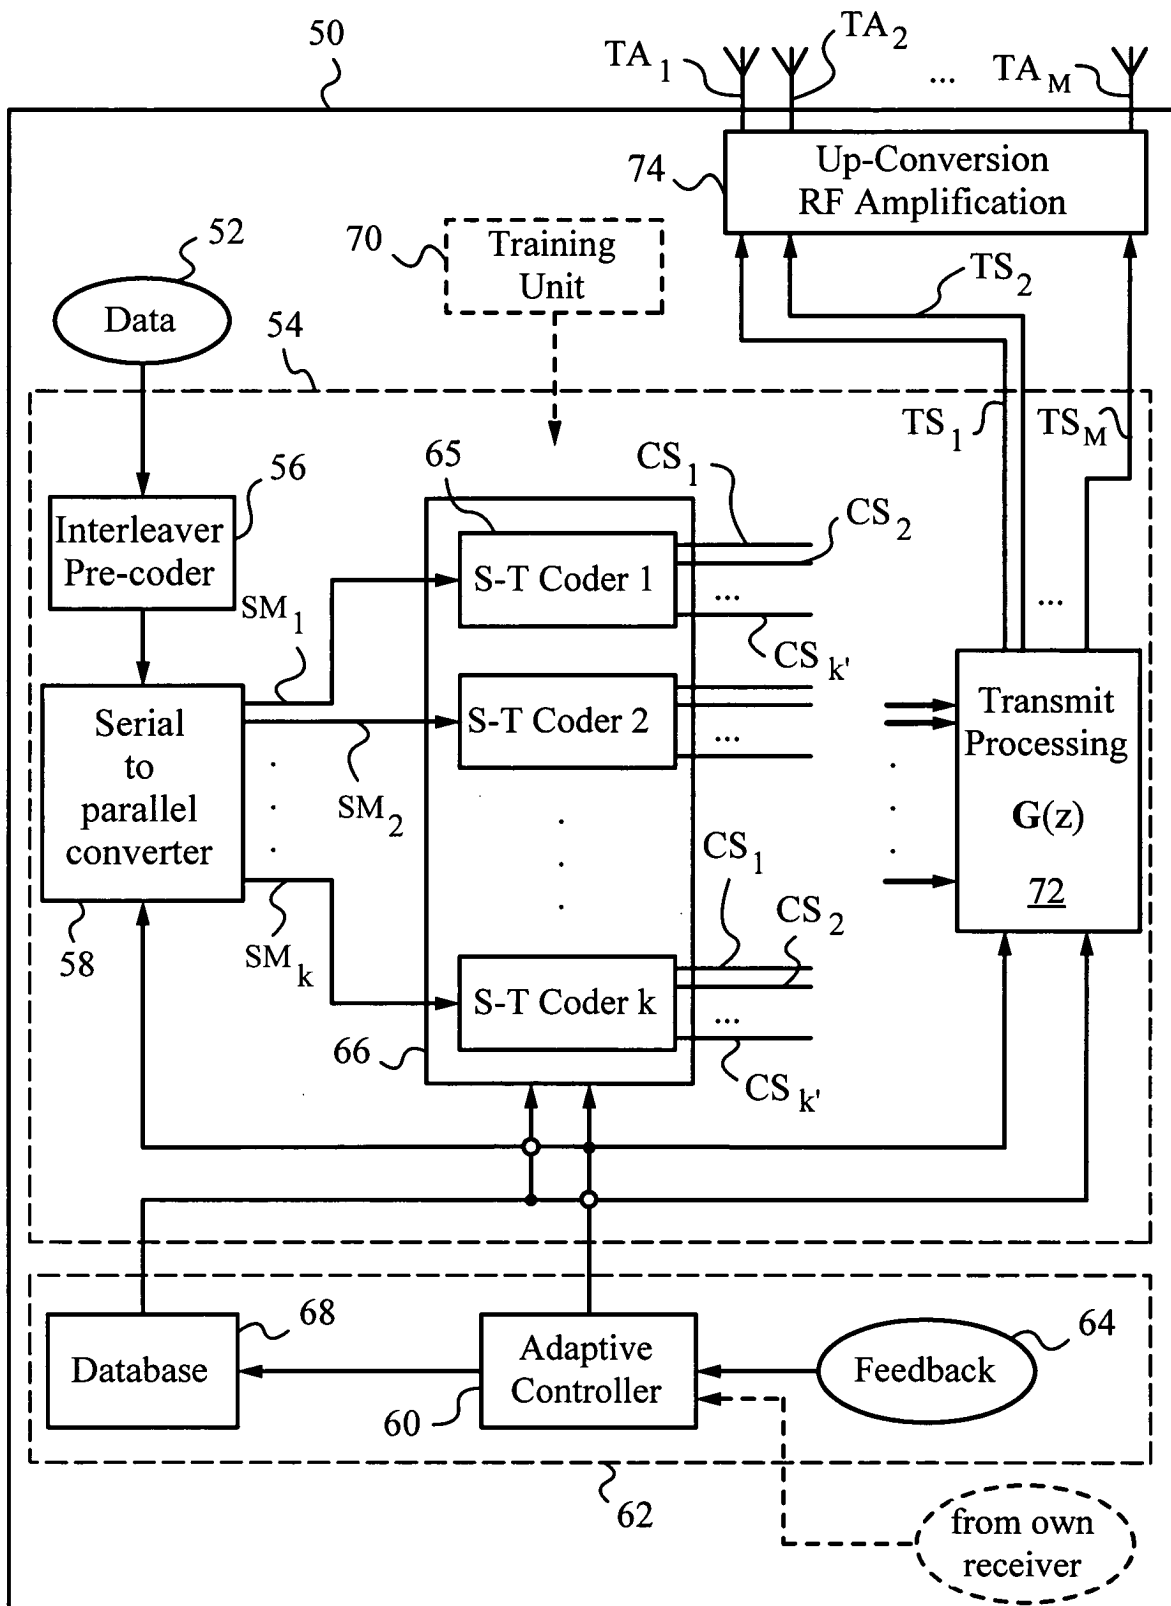 50
TA1
TA2
...
TAM
74
Up-Conversion
RF Amplification
52
Data
70
Training
Unit
TS2
54
TS1
TSM
56
Interleaver
Pre-coder
65
CS1
CS2
S-T Coder 1
...
CSk'
SM1
...
Serial
to
parallel
converter
S-T Coder 2
...
SM2
Transmit
Processing
G(z)
72
58
SMk
CS1
CS2
S-T Coder k
...
CSk'
66
68
Database
Adaptive
Controller
60
Feedback
64
62
from own
receiver